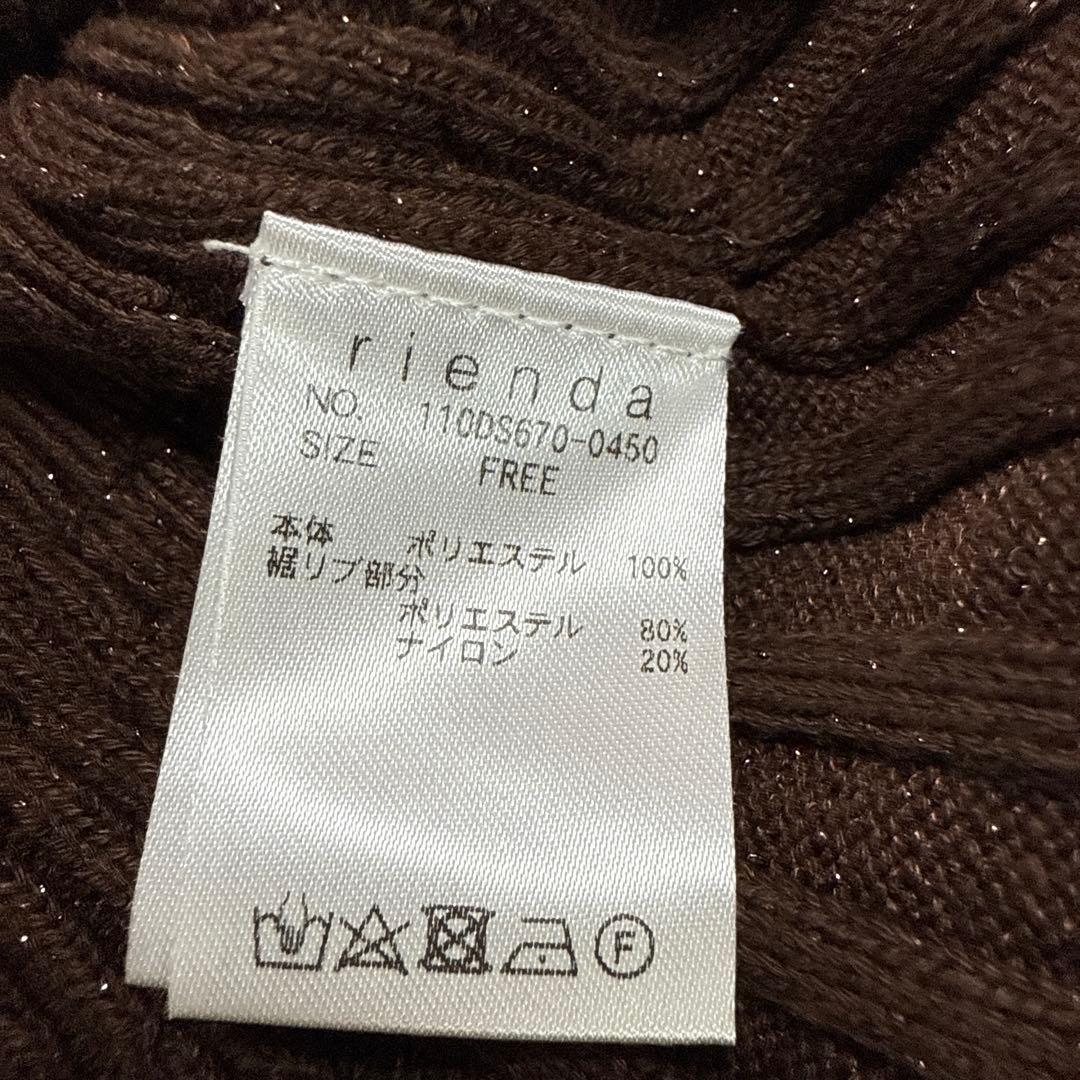 rienda
NO. 110DS670-0450
SIZE FREE
本体 ポリエステル 100%
裾リブ部分
ポリエステル 80%
ナイロン 20%
F